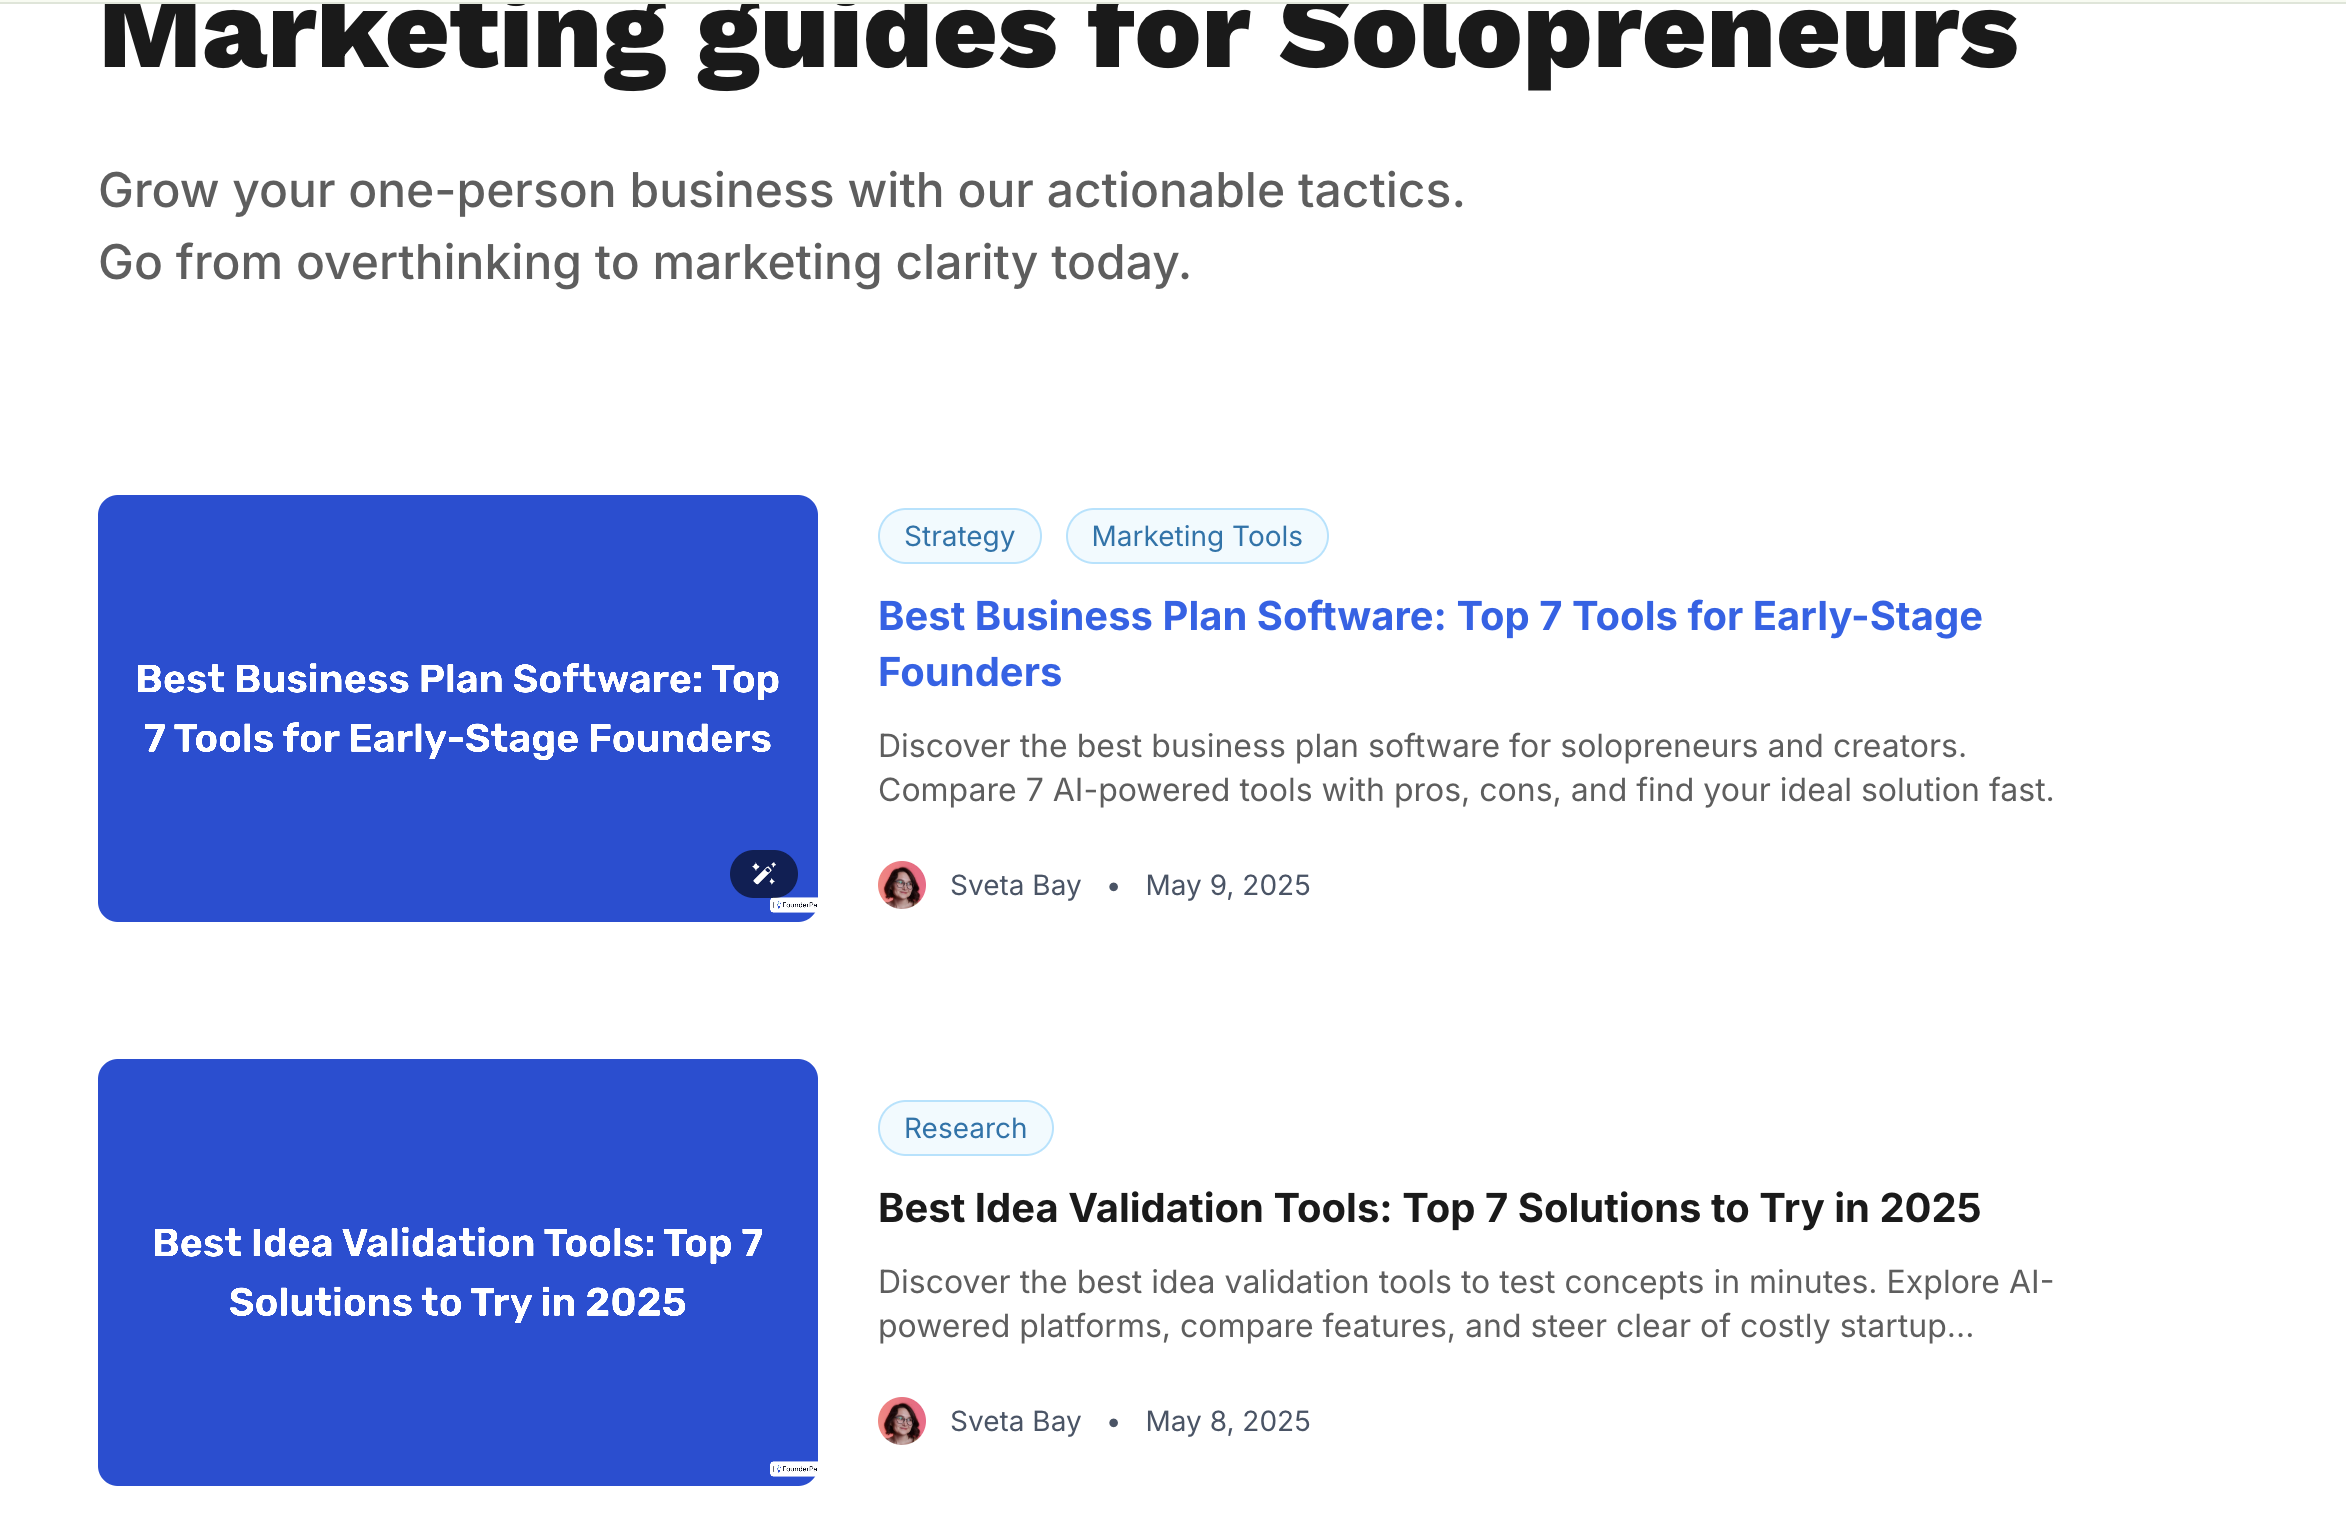 Marketing guides for Solopreneurs
Grow your one-person business with our actionable tactics.
Go from overthinking to marketing clarity today.
Best Business Plan Software: Top
7 Tools for Early-Stage Founders
FounderPa
Strategy
Marketing Tools
Best Business Plan Software: Top 7 Tools for Early-Stage
Founders
Discover the best business plan software for solopreneurs and creators.
Compare 7 AI-powered tools with pros, cons, and find your ideal solution fast.
Sveta Bay • May 9, 2025
Best Idea Validation Tools: Top 7
Solutions to Try in 2025
FounderPa
Research
Best Idea Validation Tools: Top 7 Solutions to Try in 2025
Discover the best idea validation tools to test concepts in minutes. Explore AI-
powered platforms, compare features, and steer clear of costly startup...
Sveta Bay • May 8, 2025